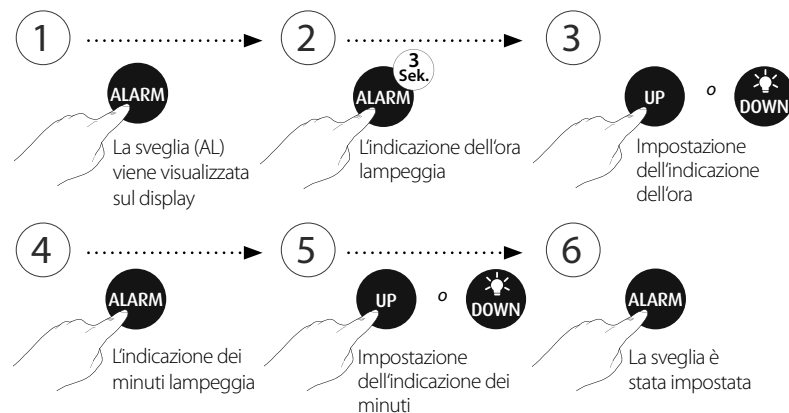 1
ALARM
La sveglia (AL)
viene visualizzata
sul display
2
3
Sek.
ALARM
L'indicazione dell'ora
lampeggia
3
UP o DOWN
Impostazione
dell'indicazione
dell'ora
4
ALARM
L'indicazione dei
minuti lampeggia
5
UP o DOWN
Impostazione
dell'indicazione dei
minuti
6
ALARM
La sveglia è
stata impostata